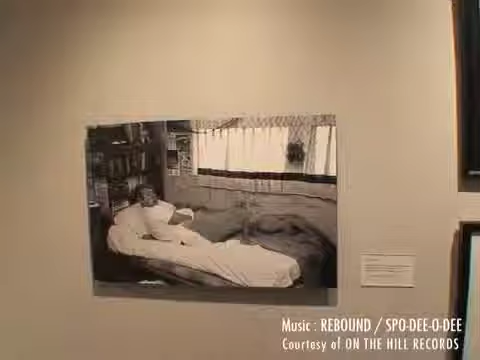 Music : REBOUND / SPO-DEE-O-DEE
Courtesy of ON THE HILL RECORDS